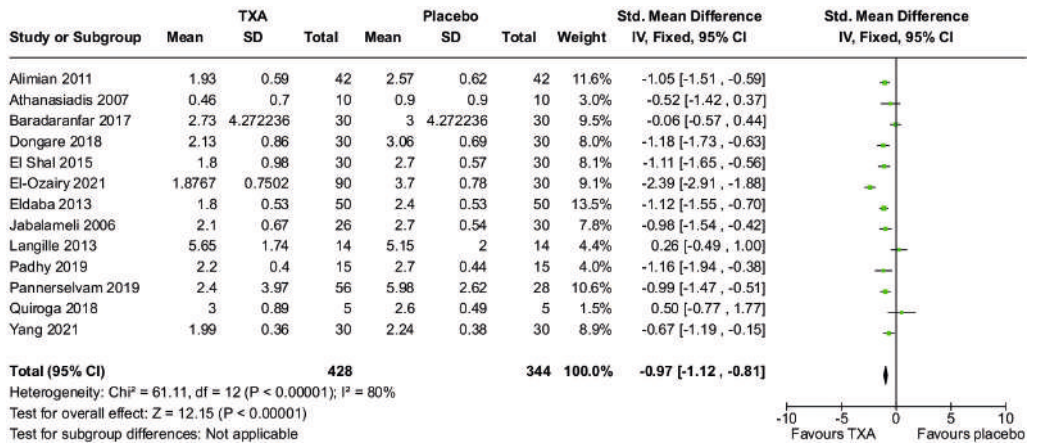 TXA Placebo Std. Mean Difference Std. Mean Difference
Study or Subgroup Mean SD Total Mean SD Total Weight IV, Fixed, 95% CI IV, Fixed, 95% CI
Alimian 2011 1.93 0.59 42 2.57 0.62 42 11.6% -1.05 [-1.51 , -0.59]
Athanasiadis 2007 0.46 0.7 10 0.9 0.9 10 3.0% -0.52 [-1.42 , 0.37]
Baradaranfar 2017 2.73 4.272236 30 3 4.272236 30 9.5% -0.06 [-0.57 , 0.44]
Dongare 2018 2.13 0.86 30 3.06 0.69 30 8.0% -1.18 [-1.73 , -0.63]
El Shal 2015 1.8 0.98 30 2.7 0.57 30 8.1% -1.11 [-1.65 , -0.56]
El-Ozairy 2021 1.8767 0.7502 90 3.7 0.78 30 9.1% -2.39 [-2.91 , -1.88]
Eldaba 2013 1.8 0.53 50 2.4 0.53 50 13.5% -1.12 [-1.55 , -0.70]
Jabalameli 2006 2.1 0.67 26 2.7 0.54 30 7.8% -0.98 [-1.54 , -0.42]
Langille 2013 5.65 1.74 14 5.15 2 14 4.4% 0.26 [-0.49 , 1.00]
Padhy 2019 2.2 0.4 15 2.7 0.44 15 4.0% -1.16 [-1.94 , -0.38]
Pannerselvam 2019 2.4 3.97 56 5.98 2.62 28 10.6% -0.99 [-1.47 , -0.51]
Quiroga 2018 3 0.89 5 2.6 0.49 5 1.5% 0.50 [-0.77 , 1.77]
Yang 2021 1.99 0.36 30 2.24 0.38 30 8.9% -0.67 [-1.19 , -0.15]
Total (95% CI) 428 344 100.0% -0.97 [-1.12 , -0.81]
Heterogeneity: Chi² = 61.11, df = 12 (P < 0.00001); I² = 80%
Test for overall effect: Z = 12.15 (P < 0.00001)
Test for subgroup differences: Not applicable
-10 -5 0 5 10
Favours TXA Favours placebo